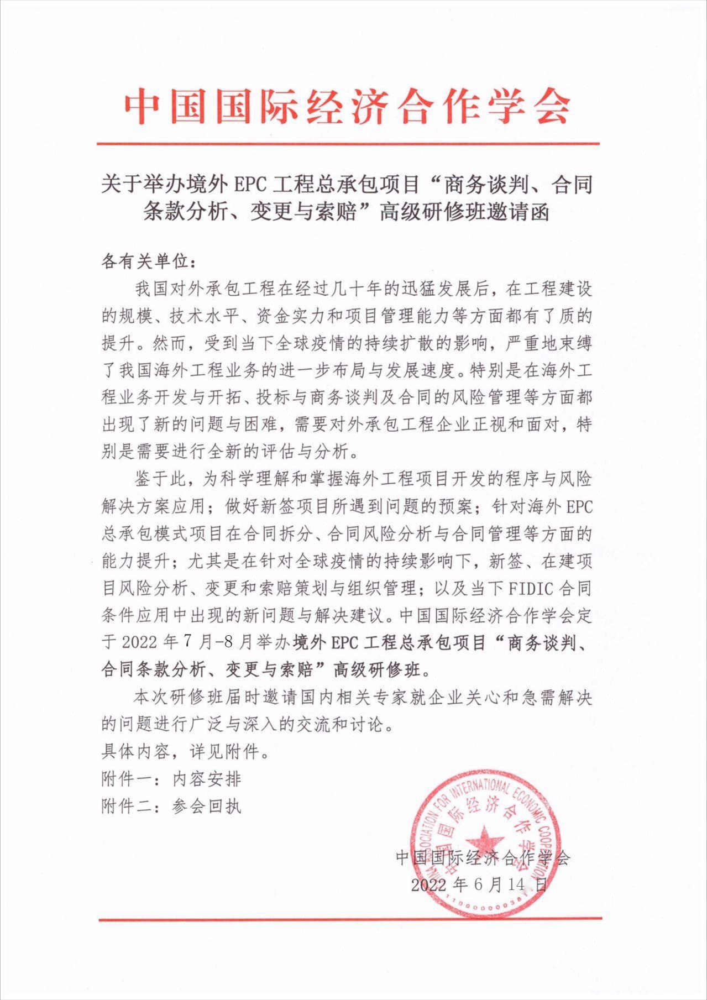 中国国际经济合作学会
关于举办境外 EPC 工程总承包项目“商务谈判、合同
条款分析、变更与索赔”高级研修班邀请函
各有关单位：
我国对外承包工程在经过几十年的迅猛发展后，在工程建设
的规模、技术水平、资金实力和项目管理能力等方面都有了质的
提升。然而，受到当下全球疫情的持续扩散的影响，严重地束缚
了我国海外工程业务的进一步布局与发展速度。特别是在海外工
程业务开发与开拓、投标与商务谈判及合同的风险管理等方面都
出现了新的问题与困难，需要对外承包工程企业正视和面对，特
别是需要进行全新的评估与分析。
鉴于此，为科学理解和掌握海外工程项目开发的程序与风险
解决方案应用；做好新签项目所遇到问题的预案；针对海外 EPC
总承包模式项目在合同拆分、合同风险分析与合同管理等方面的
能力提升；尤其是在针对全球疫情的持续影响下，新签、在建项
目风险分析、变更和索赔策划与组织管理；以及当下 FIDIC 合同
条件应用中出现的新问题与解决建议。中国国际经济合作学会定
于 2022 年 7 月-8 月举办境外 EPC 工程总承包项目“商务谈判、
合同条款分析、变更与索赔”高级研修班。
本次研修班届时邀请国内相关专家就企业关心和急需解决
的问题进行广泛与深入的交流和讨论。
具体内容，详见附件。
附件一：内容安排
附件二：参会回执
CHINA ASSOCIATION FOR INTERNATIONAL ECONOMIC COOPERATION
中国国际经济合作学会
中国国际经济合作学会
2022 年 6 月 14 日